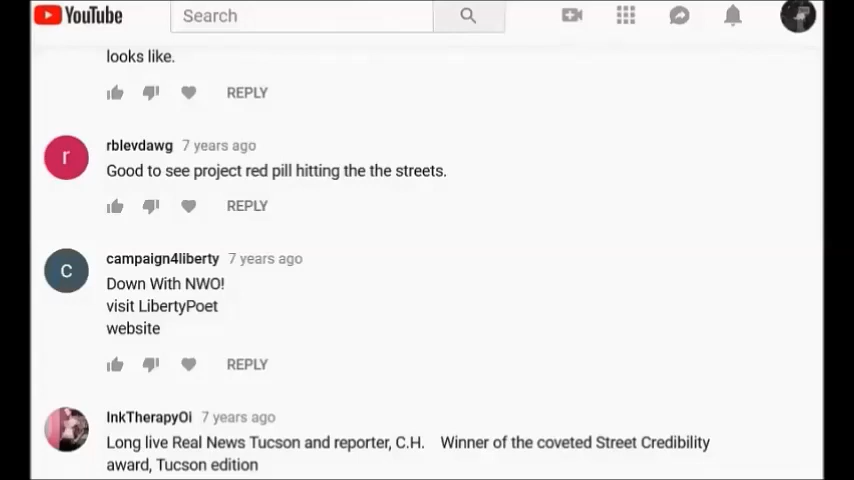 YouTube
Search
looks like.
REPLY
rblevdawg 7 years ago
r
Good to see project red pill hitting the the streets.
REPLY
campaign4liberty 7 years ago
C
Down With NWO!
visit LibertyPoet
website
REPLY
InkTherapyOi 7 years ago
Long live Real News Tucson and reporter, C.H. Winner of the coveted Street Credibility
award, Tucson edition